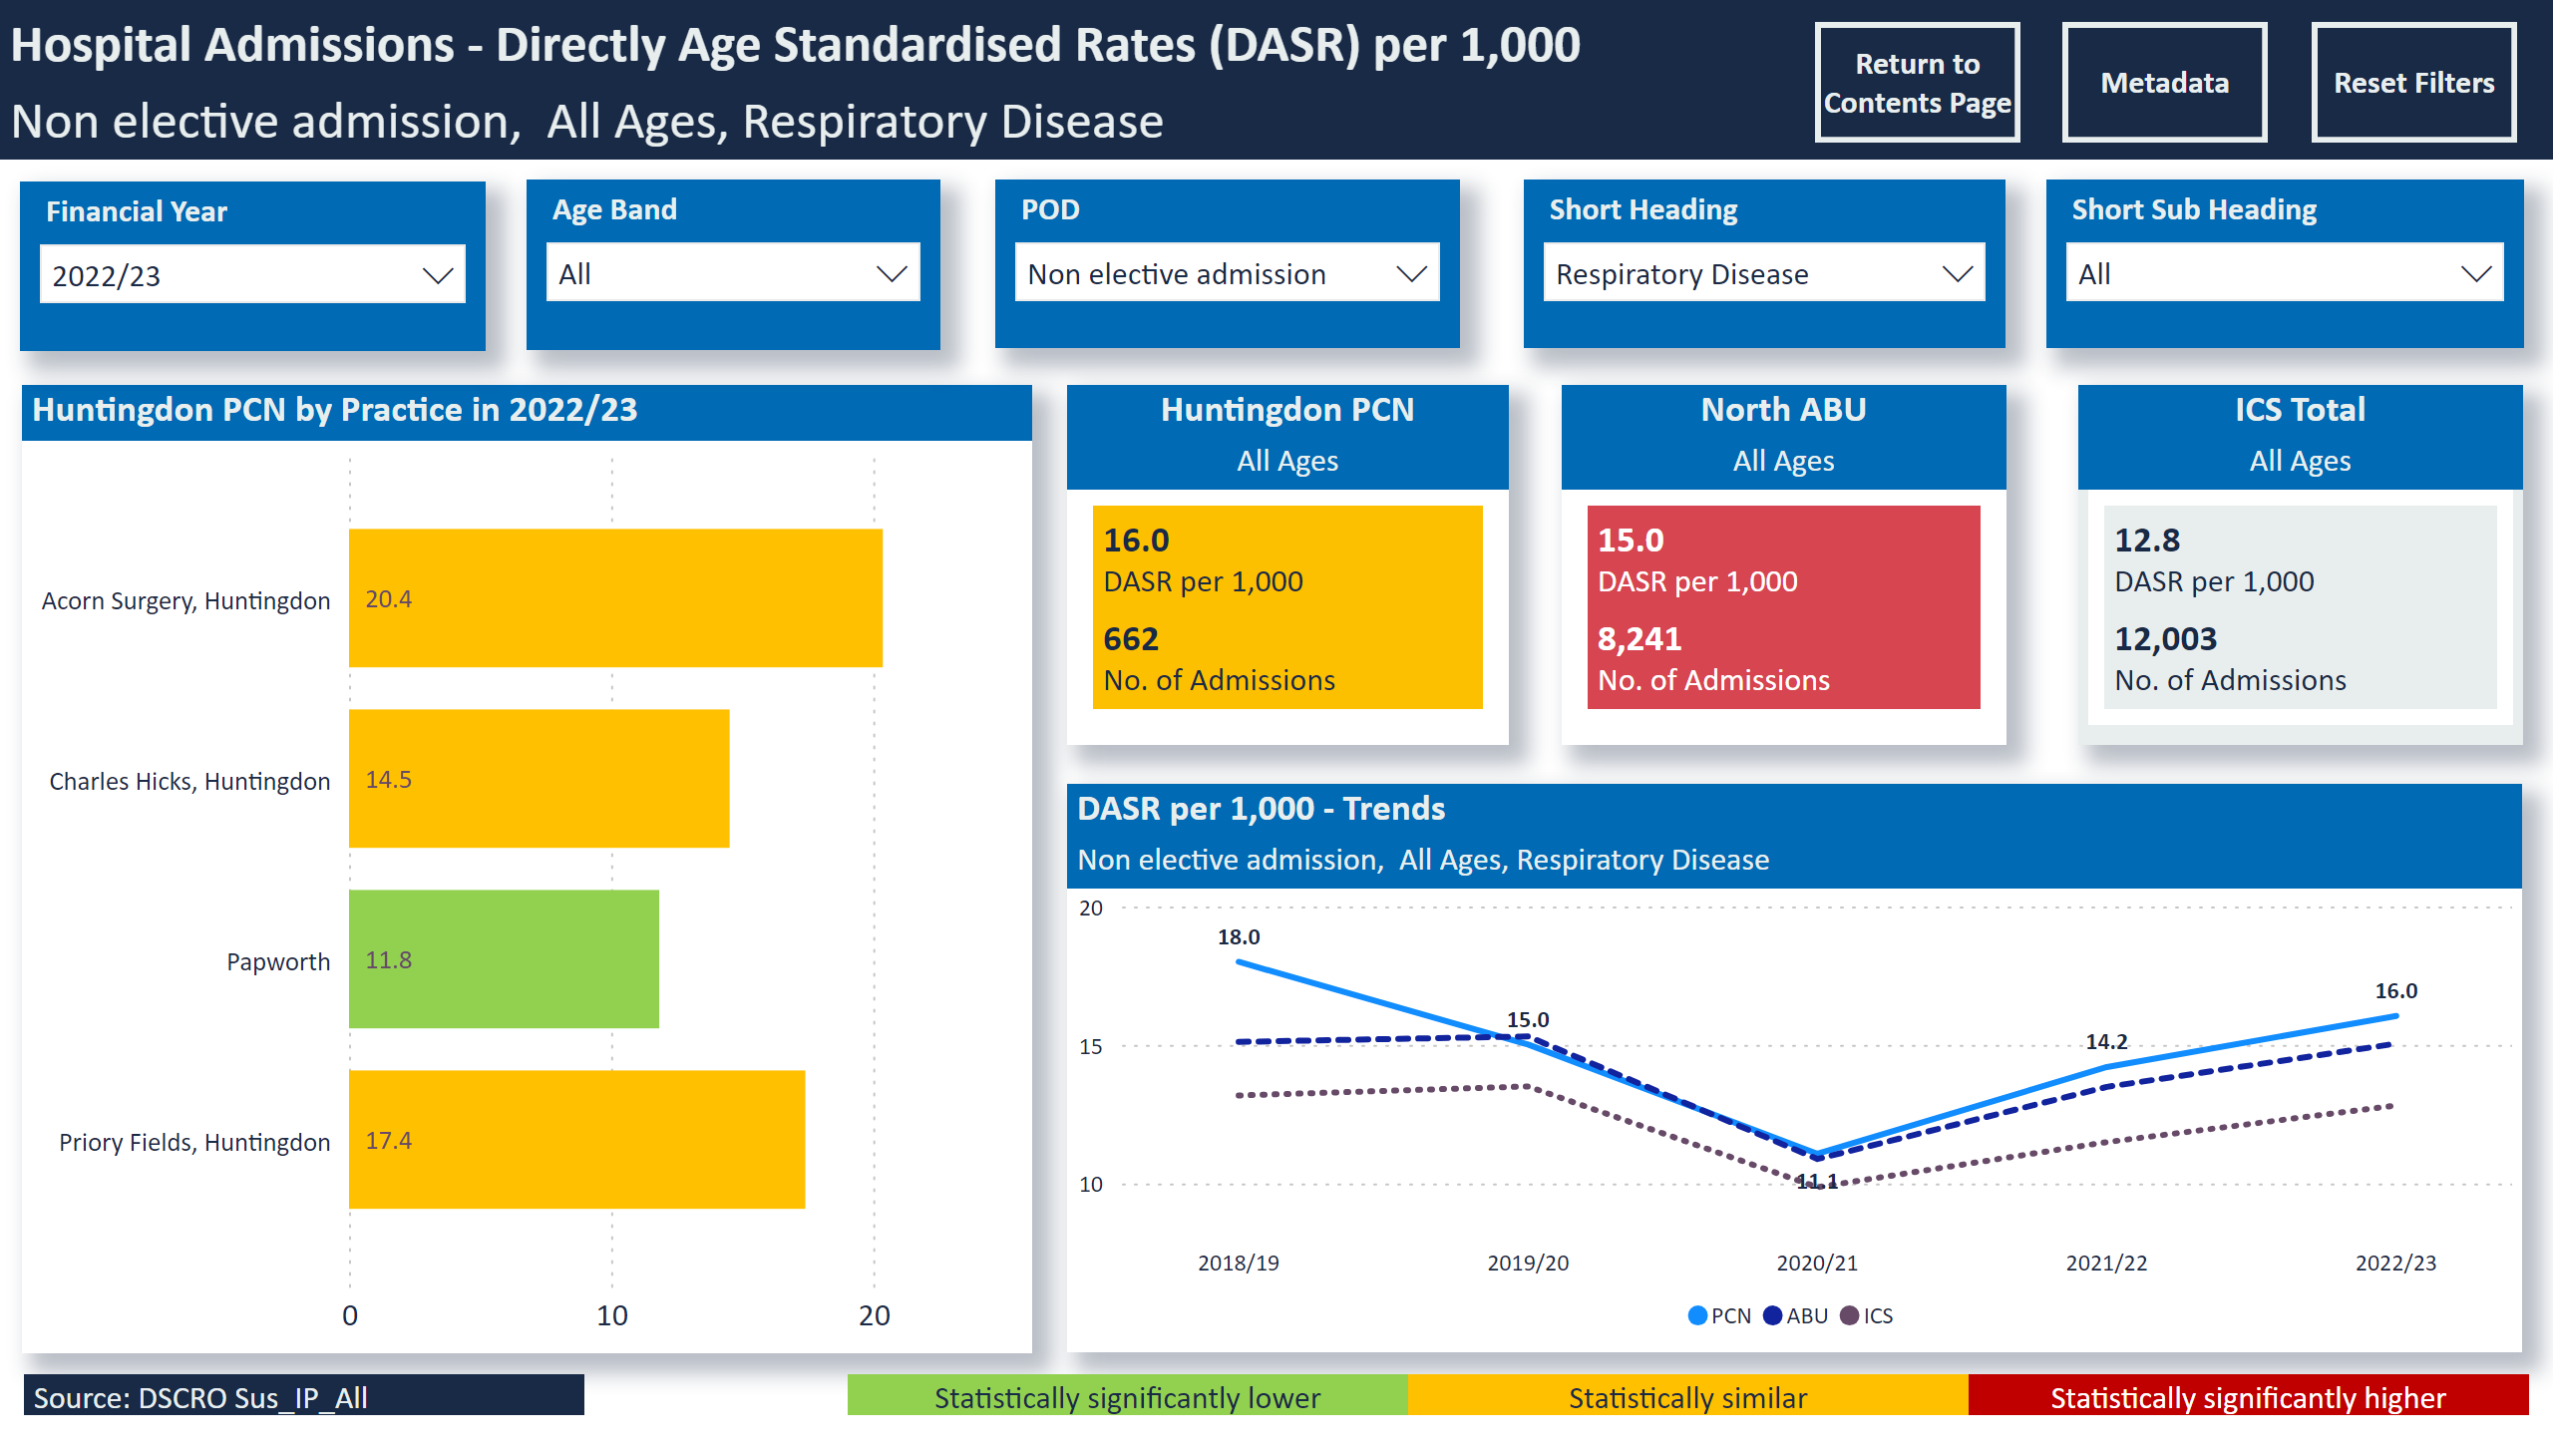 Hospital Admissions - Directly Age Standardised Rates (DASR) per 1,000
Non elective admission,  All Ages, Respiratory Disease
Return to
Contents Page
Metadata
Reset Filters
Financial Year
2022/23
Age Band
All
POD
Non elective admission
Short Heading
Respiratory Disease
Short Sub Heading
All
Huntingdon PCN by Practice in 2022/23
Acorn Surgery, Huntingdon
20.4
Charles Hicks, Huntingdon
14.5
Papworth
11.8
Priory Fields, Huntingdon
17.4
0
10
20
Huntingdon PCN
All Ages
16.0
DASR per 1,000
662
No. of Admissions
North ABU
All Ages
15.0
DASR per 1,000
8,241
No. of Admissions
ICS Total
All Ages
12.8
DASR per 1,000
12,003
No. of Admissions
DASR per 1,000 - Trends
Non elective admission,  All Ages, Respiratory Disease
20
15
10
18.0
15.0
11.1
14.2
16.0
2018/19
2019/20
2020/21
2021/22
2022/23
PCN ABU ICS
Source: DSCRO Sus_IP_All
Statistically significantly lower
Statistically similar
Statistically significantly higher